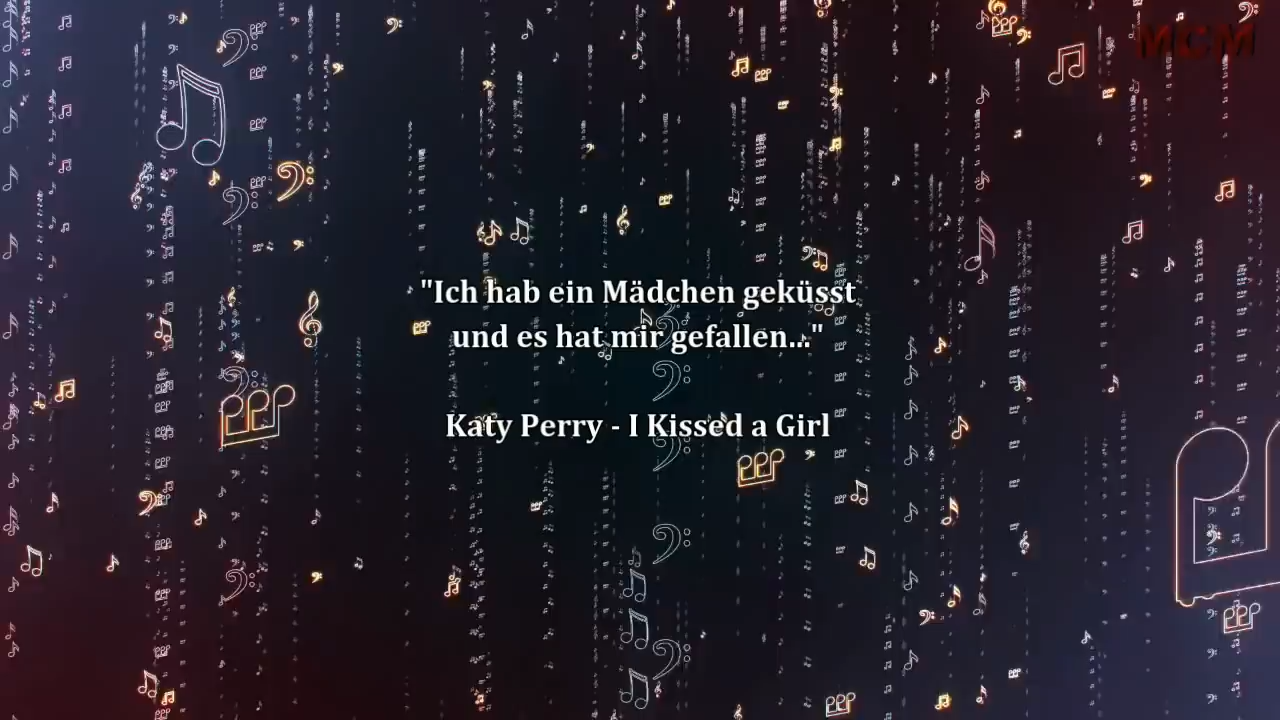 MCM
"Ich hab ein Mädchen geküsst
und es hat mir gefallen..."
Katy Perry - I Kissed a Girl